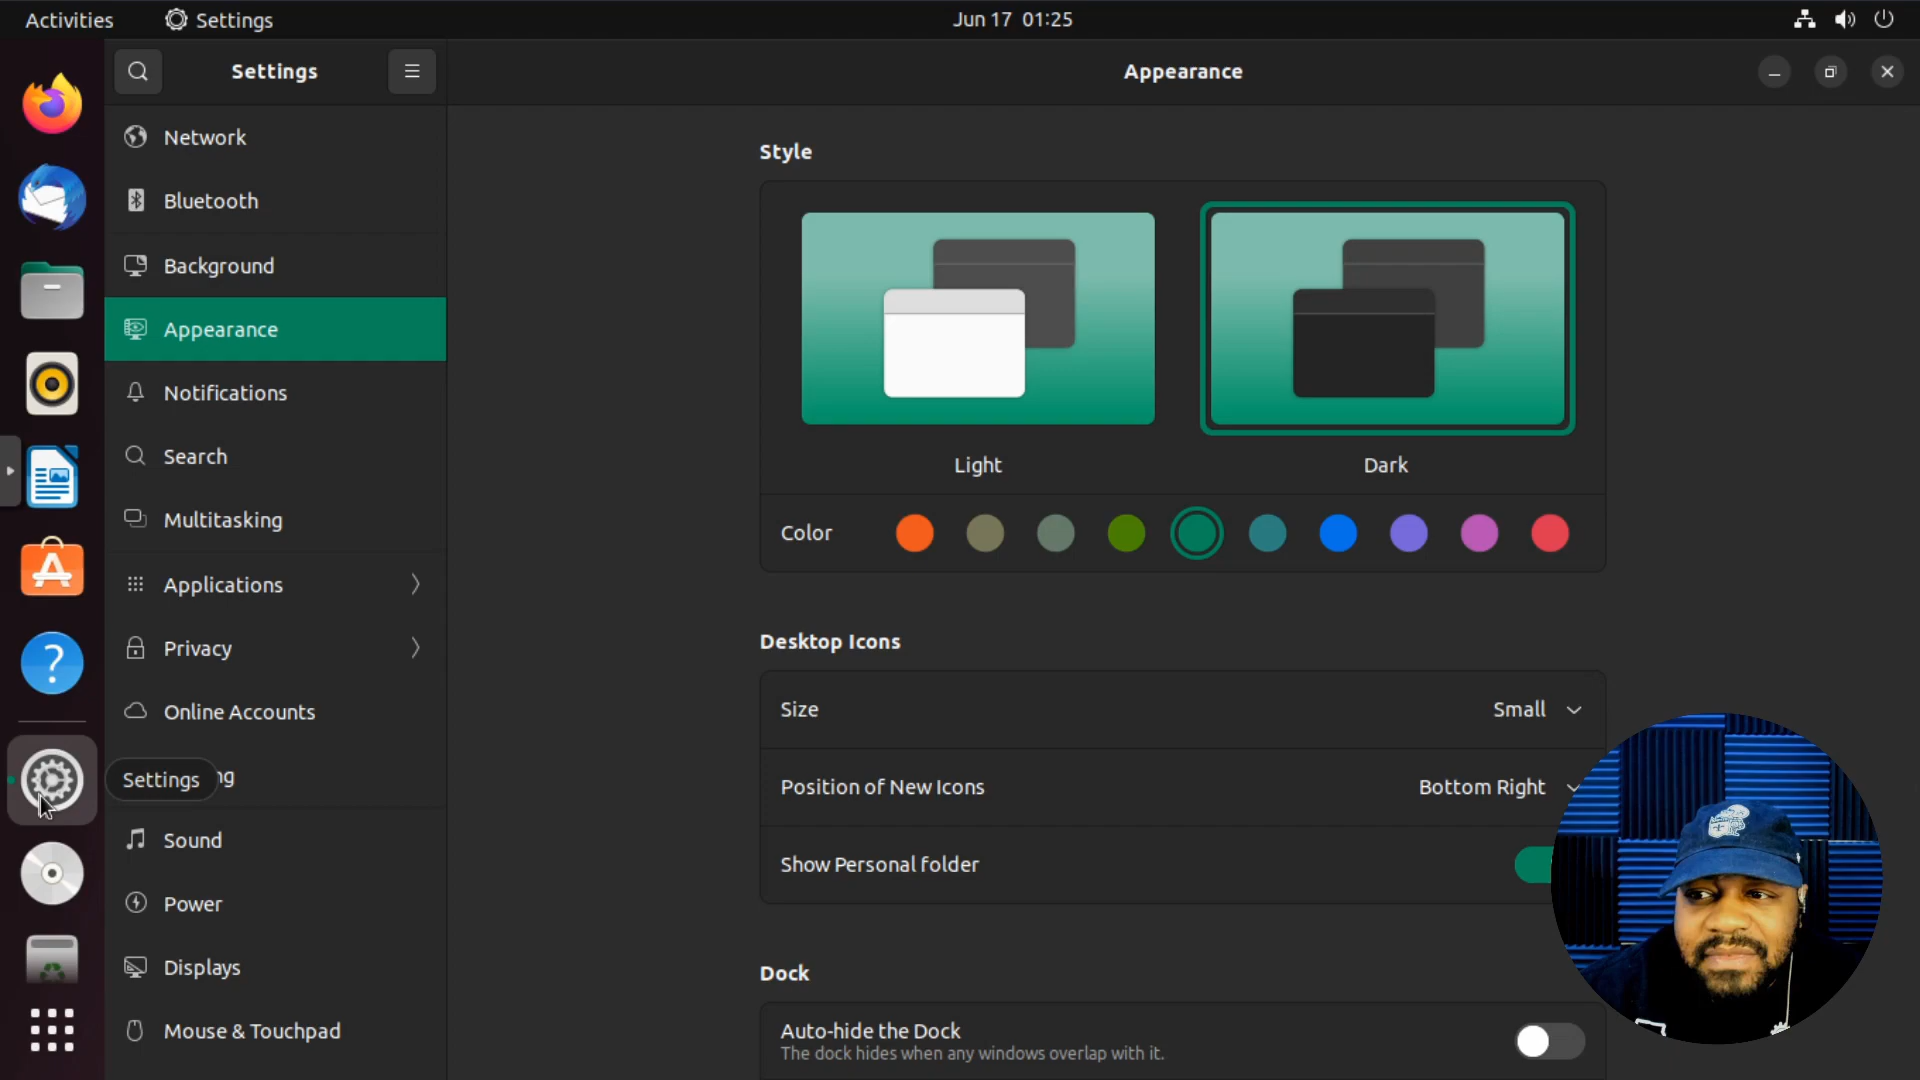 Activities
Settings
Jun 17 01:25
Settings
Appearance
Network
Bluetooth
Background
Appearance
Notifications
Search
Multitasking
Applications
Privacy
Online Accounts
Settings
ng
Sound
Power
Displays
Mouse & Touchpad
Style
Light
Dark
Color
Desktop Icons
Size
Small
Position of New Icons
Bottom Right
Show Personal folder
Dock
Auto-hide the Dock
The dock hides when any windows overlap with it.